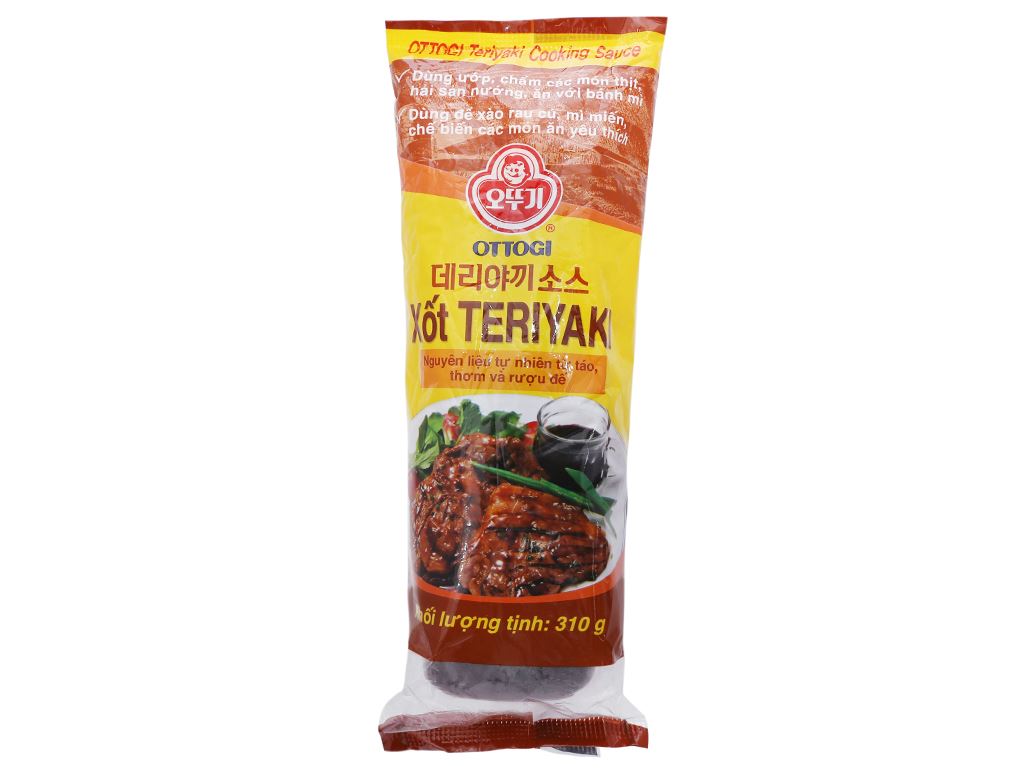 OTTOGI Teriyaki Cooking Sauce
Dùng ướp, chấm các món thịt,
hải sản nướng, ăn với bánh mì
Dùng để xào rau củ, mì miến,
chế biến các món ăn yêu thích
오뚜기
®
OTTOGI
데리야끼소스
Xốt TERIYAKI
Nguyên liệu tự nhiên từ táo,
thơm và rượu đế
Khối lượng tịnh: 310 g